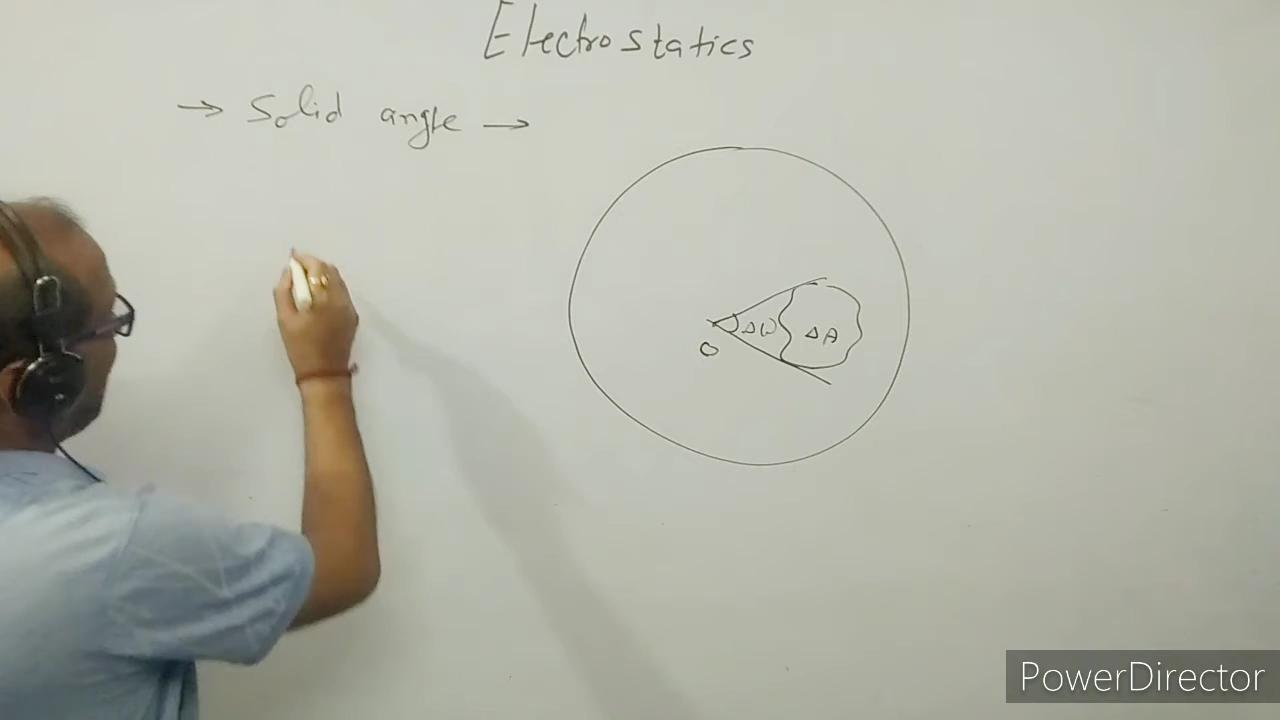 Electrostatics
→ Solid angle →
ΔW
ΔA
O
PowerDirector